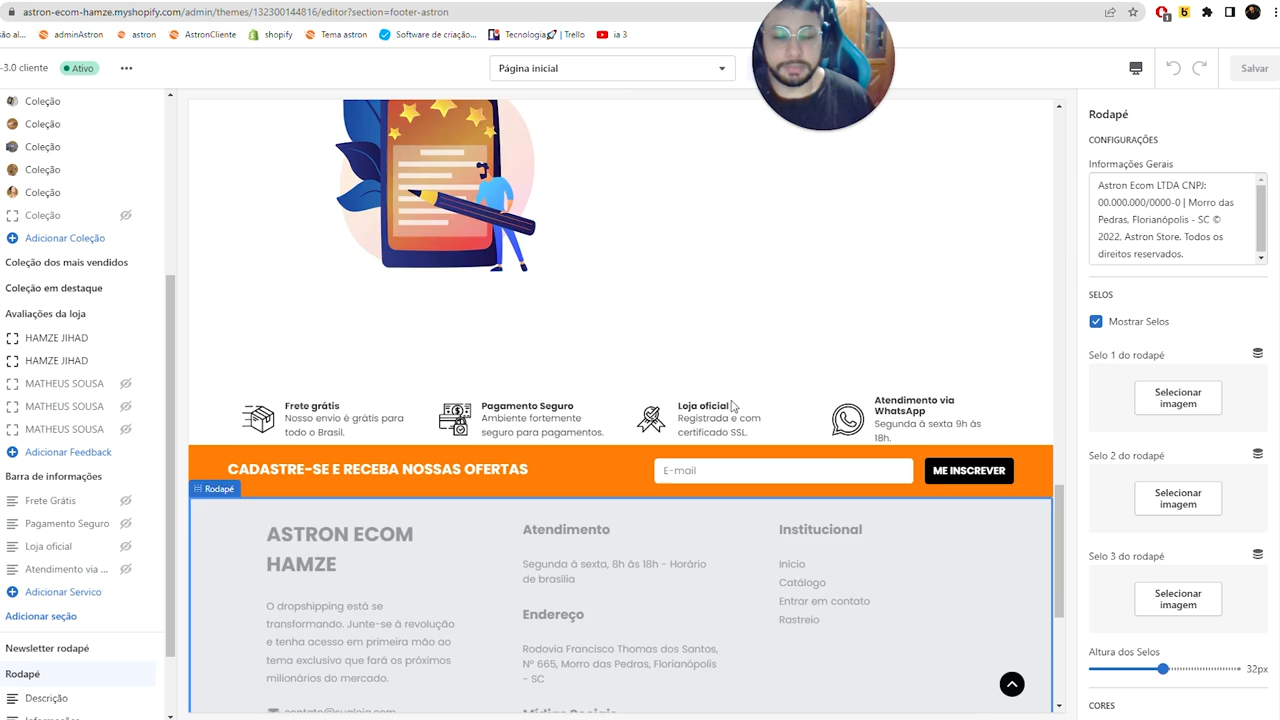 astron-ecom-hamze.myshopify.com/admin/themes/132300144816/editor?section=footer-astron
são al...
adminAstron
astron
AstronCliente
shopify
Tema astron
Software de criação...
Tecnologia🚀 | Trello
ia 3
-3.0 cliente
Ativo
Página inicial
Salvar
Coleção
Coleção
Coleção
Coleção
Coleção
Coleção
Adicionar Coleção
Coleção dos mais vendidos
Coleção em destaque
Avaliações da loja
HAMZE JIHAD
HAMZE JIHAD
MATHEUS SOUSA
MATHEUS SOUSA
MATHEUS SOUSA
Adicionar Feedback
Barra de informações
Frete Grátis
Pagamento Seguro
Loja oficial
Atendimento via ...
Adicionar Servico
Adicionar seção
Newsletter rodapé
Rodapé
Descrição
Frete grátis
Nosso envio é grátis para
todo o Brasil.
Pagamento Seguro
Ambiente fortemente
seguro para pagamentos.
Loja oficial
Registrada e com
certificado SSL.
Atendimento via
WhatsApp
Segunda á sexta 9h às
18h.
CADASTRE-SE E RECEBA NOSSAS OFERTAS
E-mail
ME INSCREVER
Rodapé
ASTRON ECOM
HAMZE
O dropshipping está se
transformando. Junte-se à revolução
e tenha acesso em primeira mão ao
tema exclusivo que fará os próximos
milionários do mercado.
Atendimento
Segunda à sexta, 8h às 18h - Horário
de brasilia
Endereço
Rodovia Francisco Thomas dos Santos,
Nº 665, Morro das Pedras, Florianópolis
- SC
Institucional
Inicio
Catálogo
Entrar em contato
Rastreio
Rodapé
CONFIGURAÇÕES
Informações Gerais
Astron Ecom LTDA CNPJ:
00.000.000/0000-0 | Morro das
Pedras, Florianópolis - SC ©
2022, Astron Store. Todos os
direitos reservados.
SELOS
Mostrar Selos
Selo 1 do rodapé
Selecionar
imagem
Selo 2 do rodapé
Selecionar
imagem
Selo 3 do rodapé
Selecionar
imagem
Altura dos Selos
32px
CORES